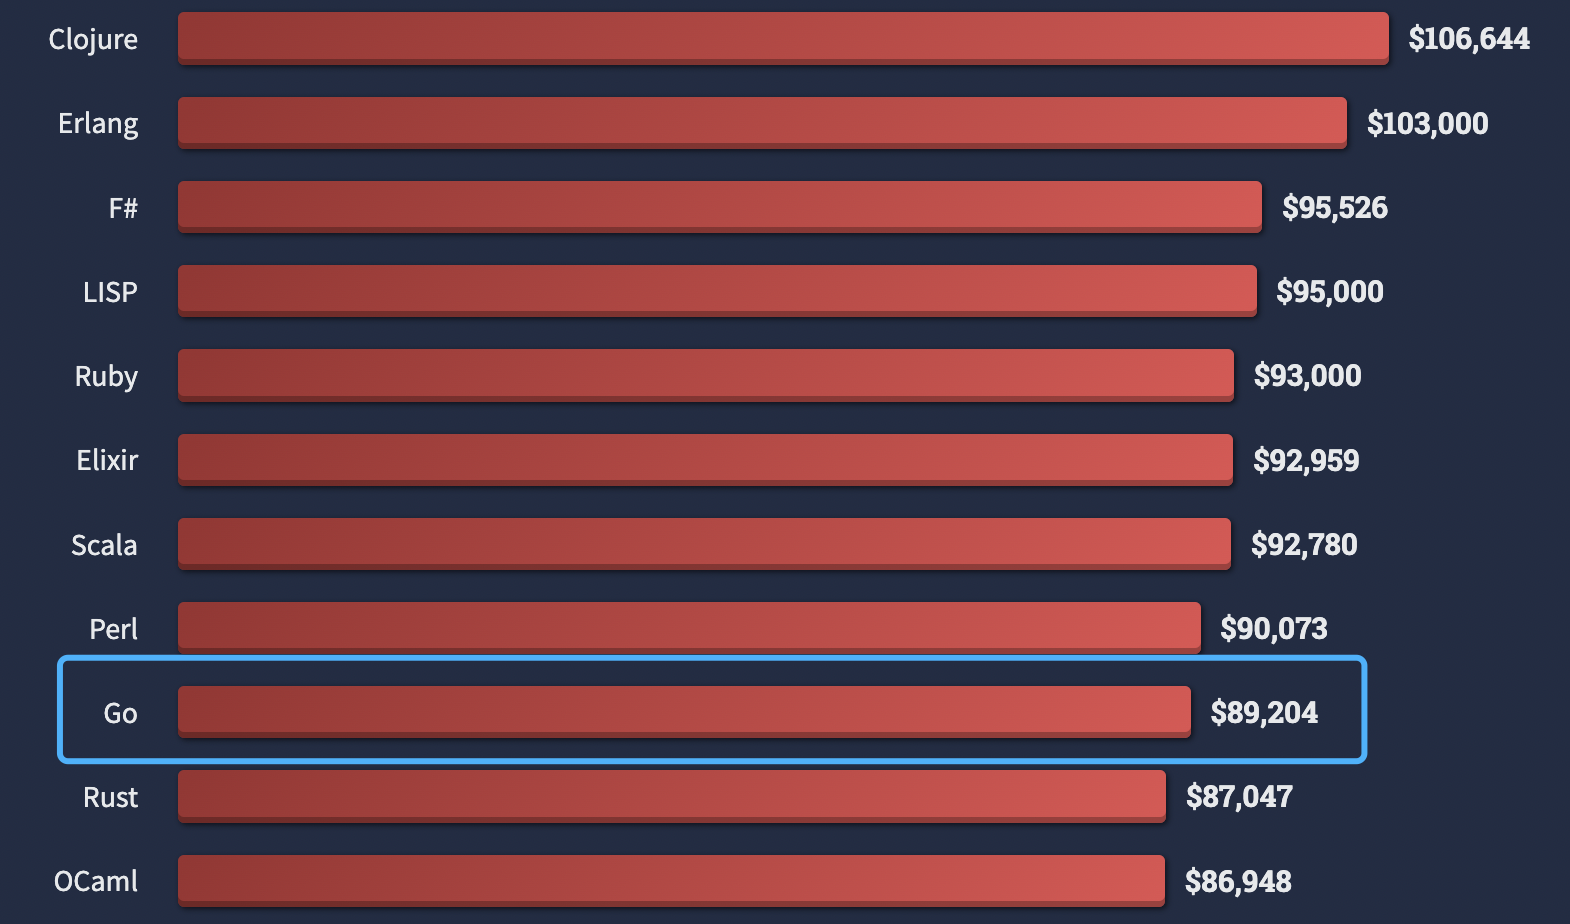 Clojure $106,644
Erlang $103,000
F# $95,526
LISP $95,000
Ruby $93,000
Elixir $92,959
Scala $92,780
Perl $90,073
Go $89,204
Rust $87,047
OCaml $86,948